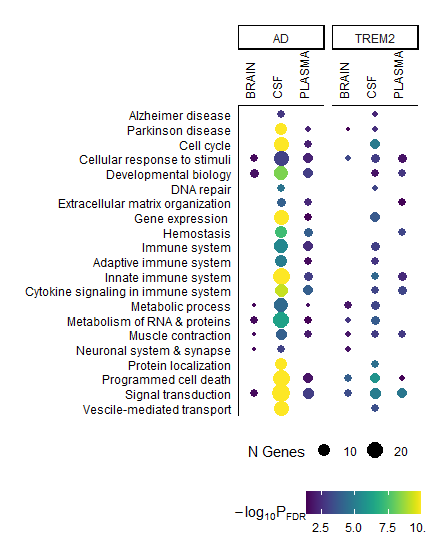 AD TREM2
BRAIN CSF PLASMA BRAIN CSF PLASMA
Alzheimer disease
Parkinson disease
Cell cycle
Cellular response to stimuli
Developmental biology
DNA repair
Extracellular matrix organization
Gene expression
Hemostasis
Immune system
Adaptive immune system
Innate immune system
Cytokine signaling in immune system
Metabolic process
Metabolism of RNA & proteins
Muscle contraction
Neuronal system & synapse
Protein localization
Programmed cell death
Signal transduction
Vescile-mediated transport
N Genes 10 20
−log10PFDR
2.5 5.0 7.5 10.